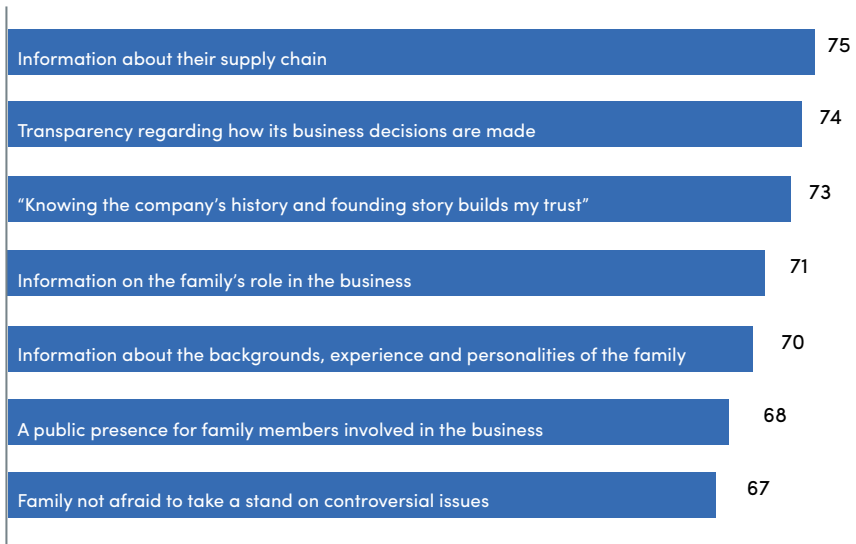 Information about their supply chain 75
Transparency regarding how its business decisions are made 74
“Knowing the company’s history and founding story builds my trust” 73
Information on the family’s role in the business 71
Information about the backgrounds, experience and personalities of the family 70
A public presence for family members involved in the business 68
Family not afraid to take a stand on controversial issues 67